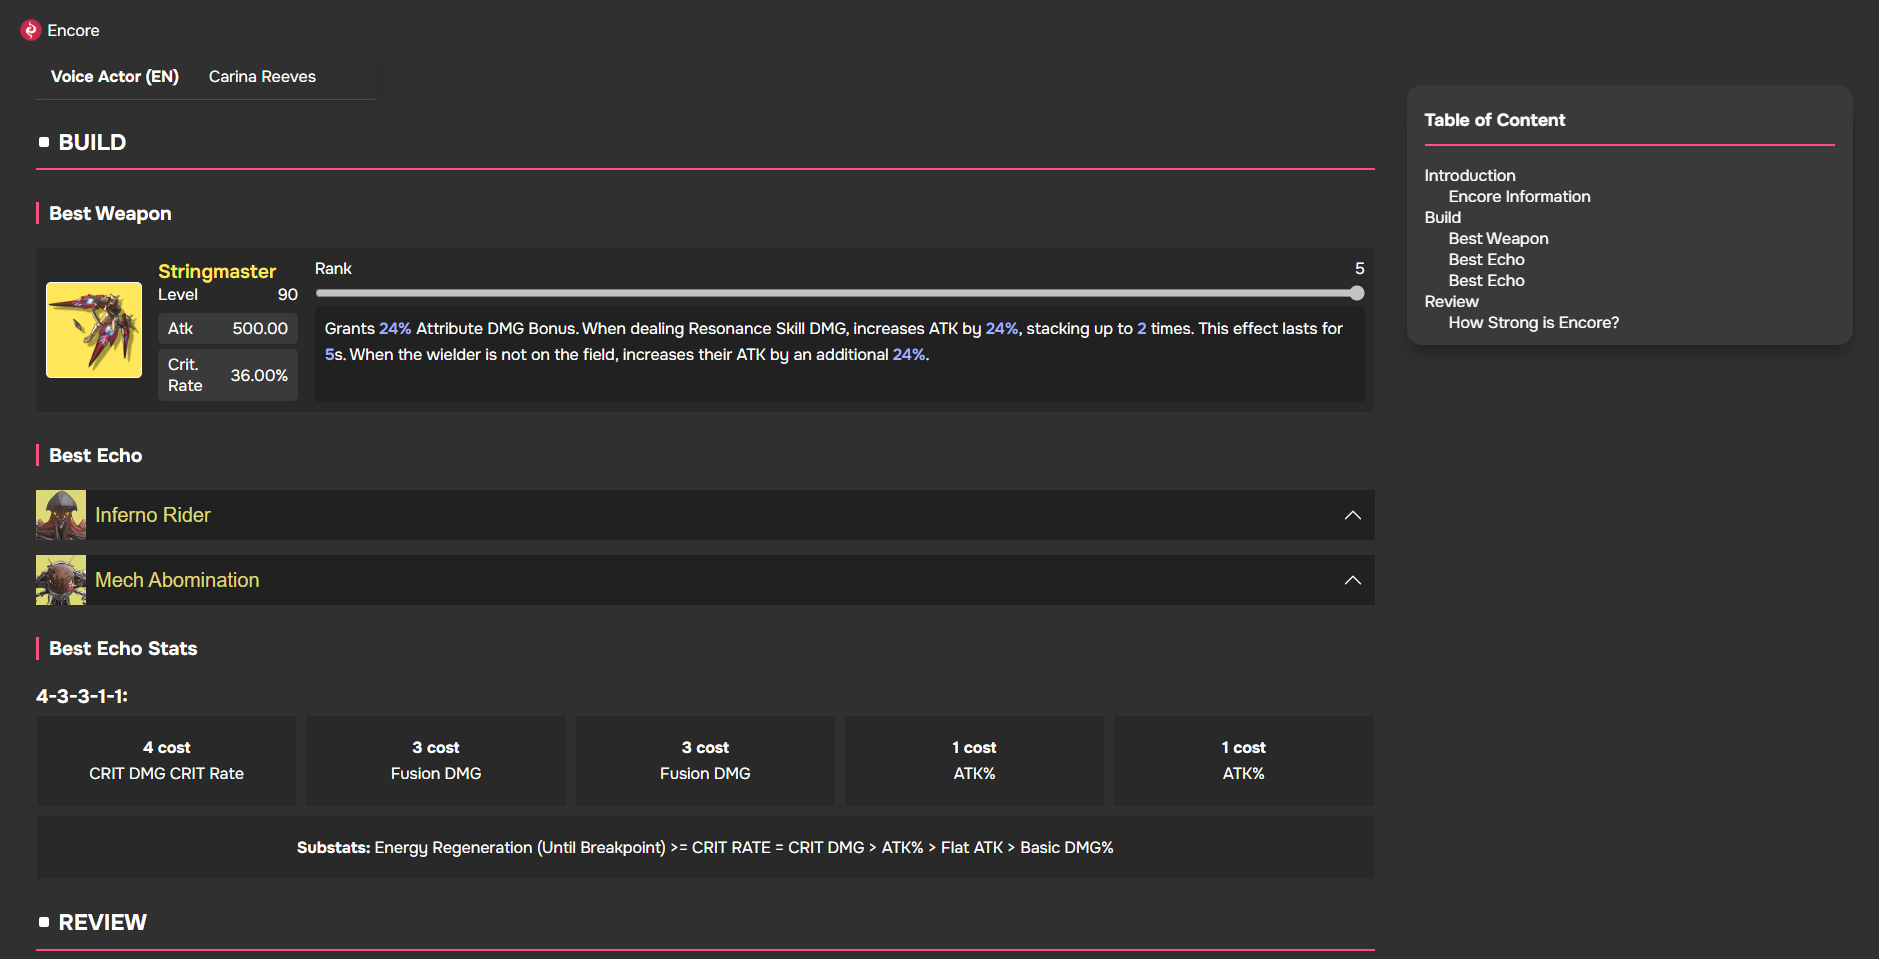 Encore
Voice Actor (EN) Carina Reeves
BUILD
Best Weapon
Stringmaster
Level 90
Atk 500.00
Crit. Rate 36.00%
Rank 5
Grants 24% Attribute DMG Bonus. When dealing Resonance Skill DMG, increases ATK by 24%, stacking up to 2 times. This effect lasts for
5s. When the wielder is not on the field, increases their ATK by an additional 24%.
Best Echo
Inferno Rider
Mech Abomination
Best Echo Stats
4-3-3-1-1:
4 cost
CRIT DMG CRIT Rate
3 cost
Fusion DMG
3 cost
Fusion DMG
1 cost
ATK%
1 cost
ATK%
Substats: Energy Regeneration (Until Breakpoint) >= CRIT RATE = CRIT DMG > ATK% > Flat ATK > Basic DMG%
REVIEW
Table of Content
Introduction
Encore Information
Build
Best Weapon
Best Echo
Best Echo
Review
How Strong is Encore?